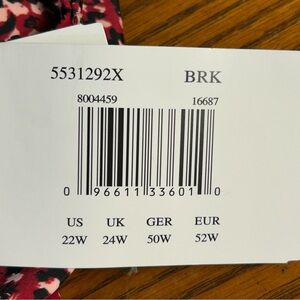 5531292X BRK
8004459 16687
0 96611 33601 0
US UK GER EUR
22W 24W 50W 52W